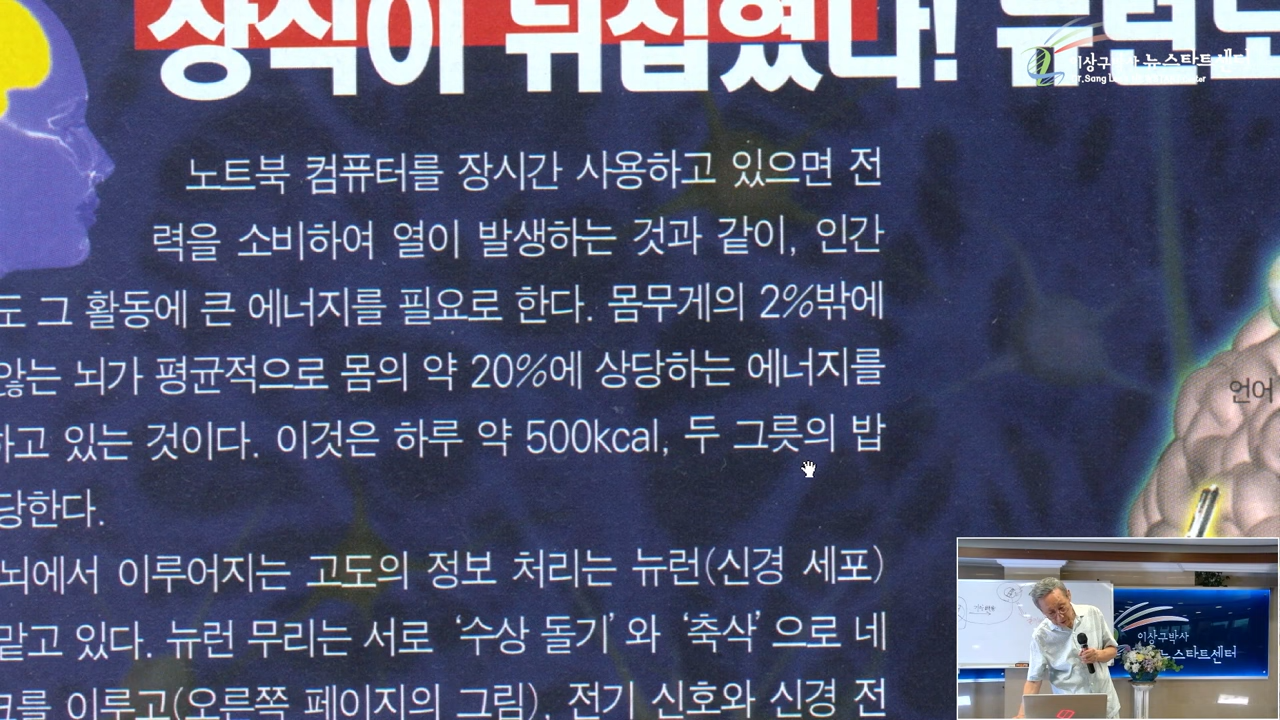 상식이 뒤집혔다!
이상구박사 뉴스타트센터
노트북 컴퓨터를 장시간 사용하고 있으면 전
력을 소비하여 열이 발생하는 것과 같이, 인간
도 그 활동에 큰 에너지를 필요로 한다. 몸무게의 2%밖에
않는 뇌가 평균적으로 몸의 약 20%에 상당하는 에너지를
하고 있는 것이다. 이것은 하루 약 500kcal, 두 그릇의 밥
당한다.
뇌에서 이루어지는 고도의 정보 처리는 뉴런(신경 세포)
맡고 있다. 뉴런 무리는 서로 ‘수상 돌기’와 ‘축삭’으로 네
크를 이루고(오른쪽 페이지의 그림), 전기 신호와 신경 전
언어
이상구박사
뉴스타트센터